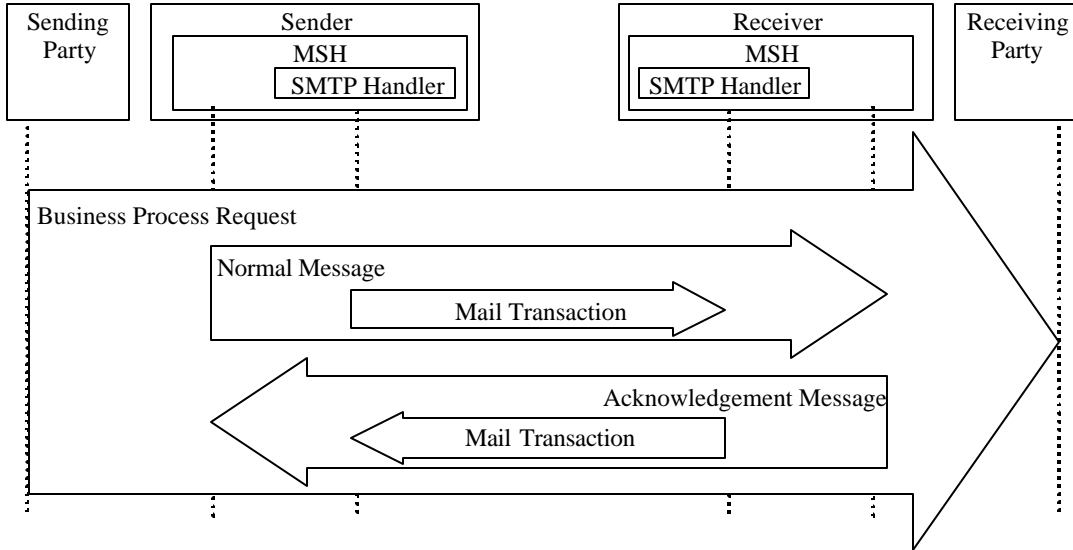 Sending
Party
Sender
MSH
SMTP Handler
Receiver
MSH
SMTP Handler
Receiving
Party
Business Process Request
Normal Message
Mail Transaction
Acknowledgement Message
Mail Transaction